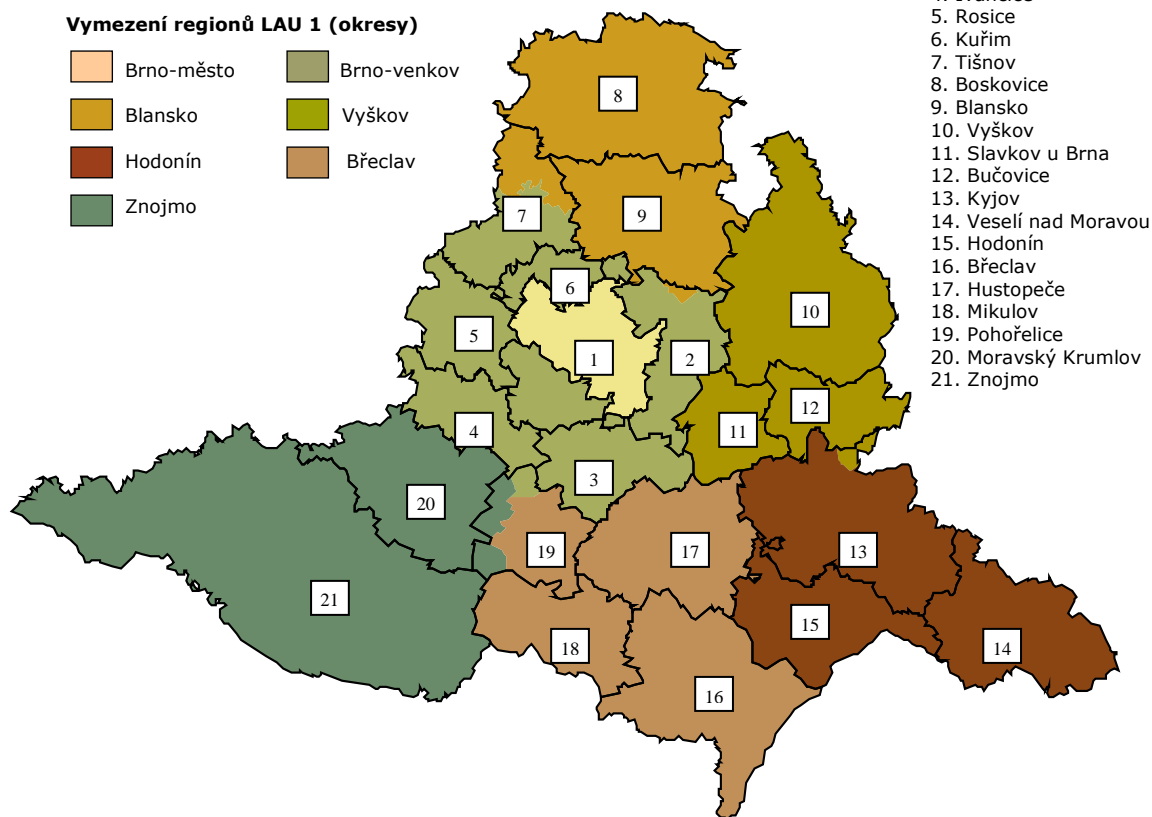 Vymezení regionů LAU 1 (okresy)
Brno-město
Brno-venkov
Blansko
Vyškov
Hodonín
Břeclav
Znojmo
5. Rosice
6. Kuřim
7. Tišnov
8. Boskovice
9. Blansko
10. Vyškov
11. Slavkov u Brna
12. Bučovice
13. Kyjov
14. Veselí nad Moravou
15. Hodonín
16. Břeclav
17. Hustopeče
18. Mikulov
19. Pohořelice
20. Moravský Krumlov
21. Znojmo
8
7
9
6
10
5
1
2
12
4
11
3
20
19
17
13
21
15
18
14
16